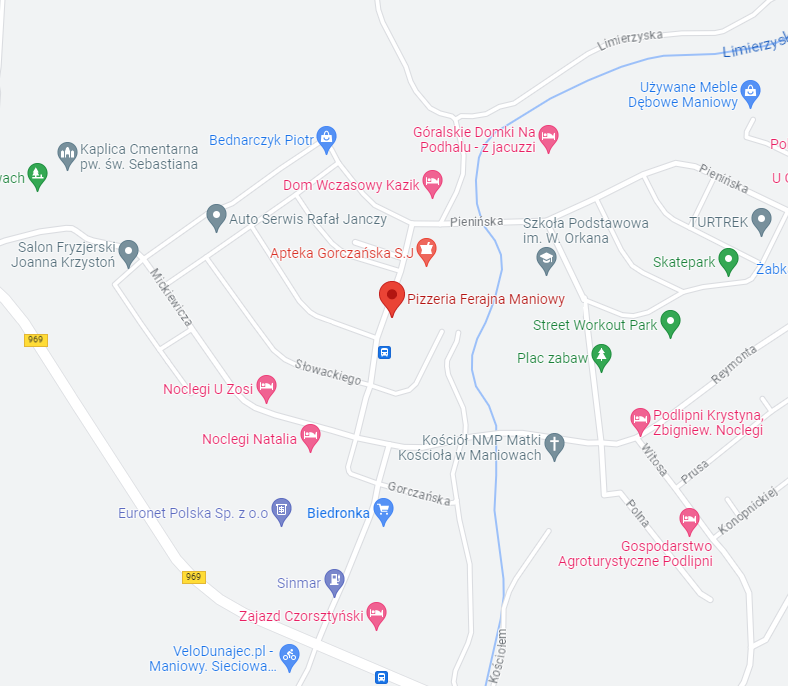 Limierzyska
Limierzysk
Używane Meble
Dębowe Maniowy
Bednarczyk Piotr
Góralskie Domki Na
Podhalu - z jacuzzi
Kaplica Cmentarna
pw. św. Sebastiana
wach
Dom Wczasowy Kazik
Pienińska
Auto Serwis Rafał Janczy
Pienińska
Szkoła Podstawowa
im. W. Orkana
TURTREK
Salon Fryzjerski
Joanna Krzystoń
Apteka Gorczańska S.J
Skatepark
Żabk
Mickiewicza
Pizzeria Ferajna Maniowy
Street Workout Park
969
Plac zabaw
Słowackiego
Reymonta
Noclegi U Zosi
Podlipni Krystyna,
Zbigniew. Noclegi
Noclegi Natalia
Kościół NMP Matki
Kościoła w Maniowach
Witosa
Prusa
Gorczańska
Konopnickiej
Euronet Polska Sp. z o.o
Biedronka
Polna
Gospodarstwo
Agroturystyczne Podlipni
969
Sinmar
Zajazd Czorsztyński
VeloDunajec.pl -
Maniowy. Sieciowa...
Kościołem